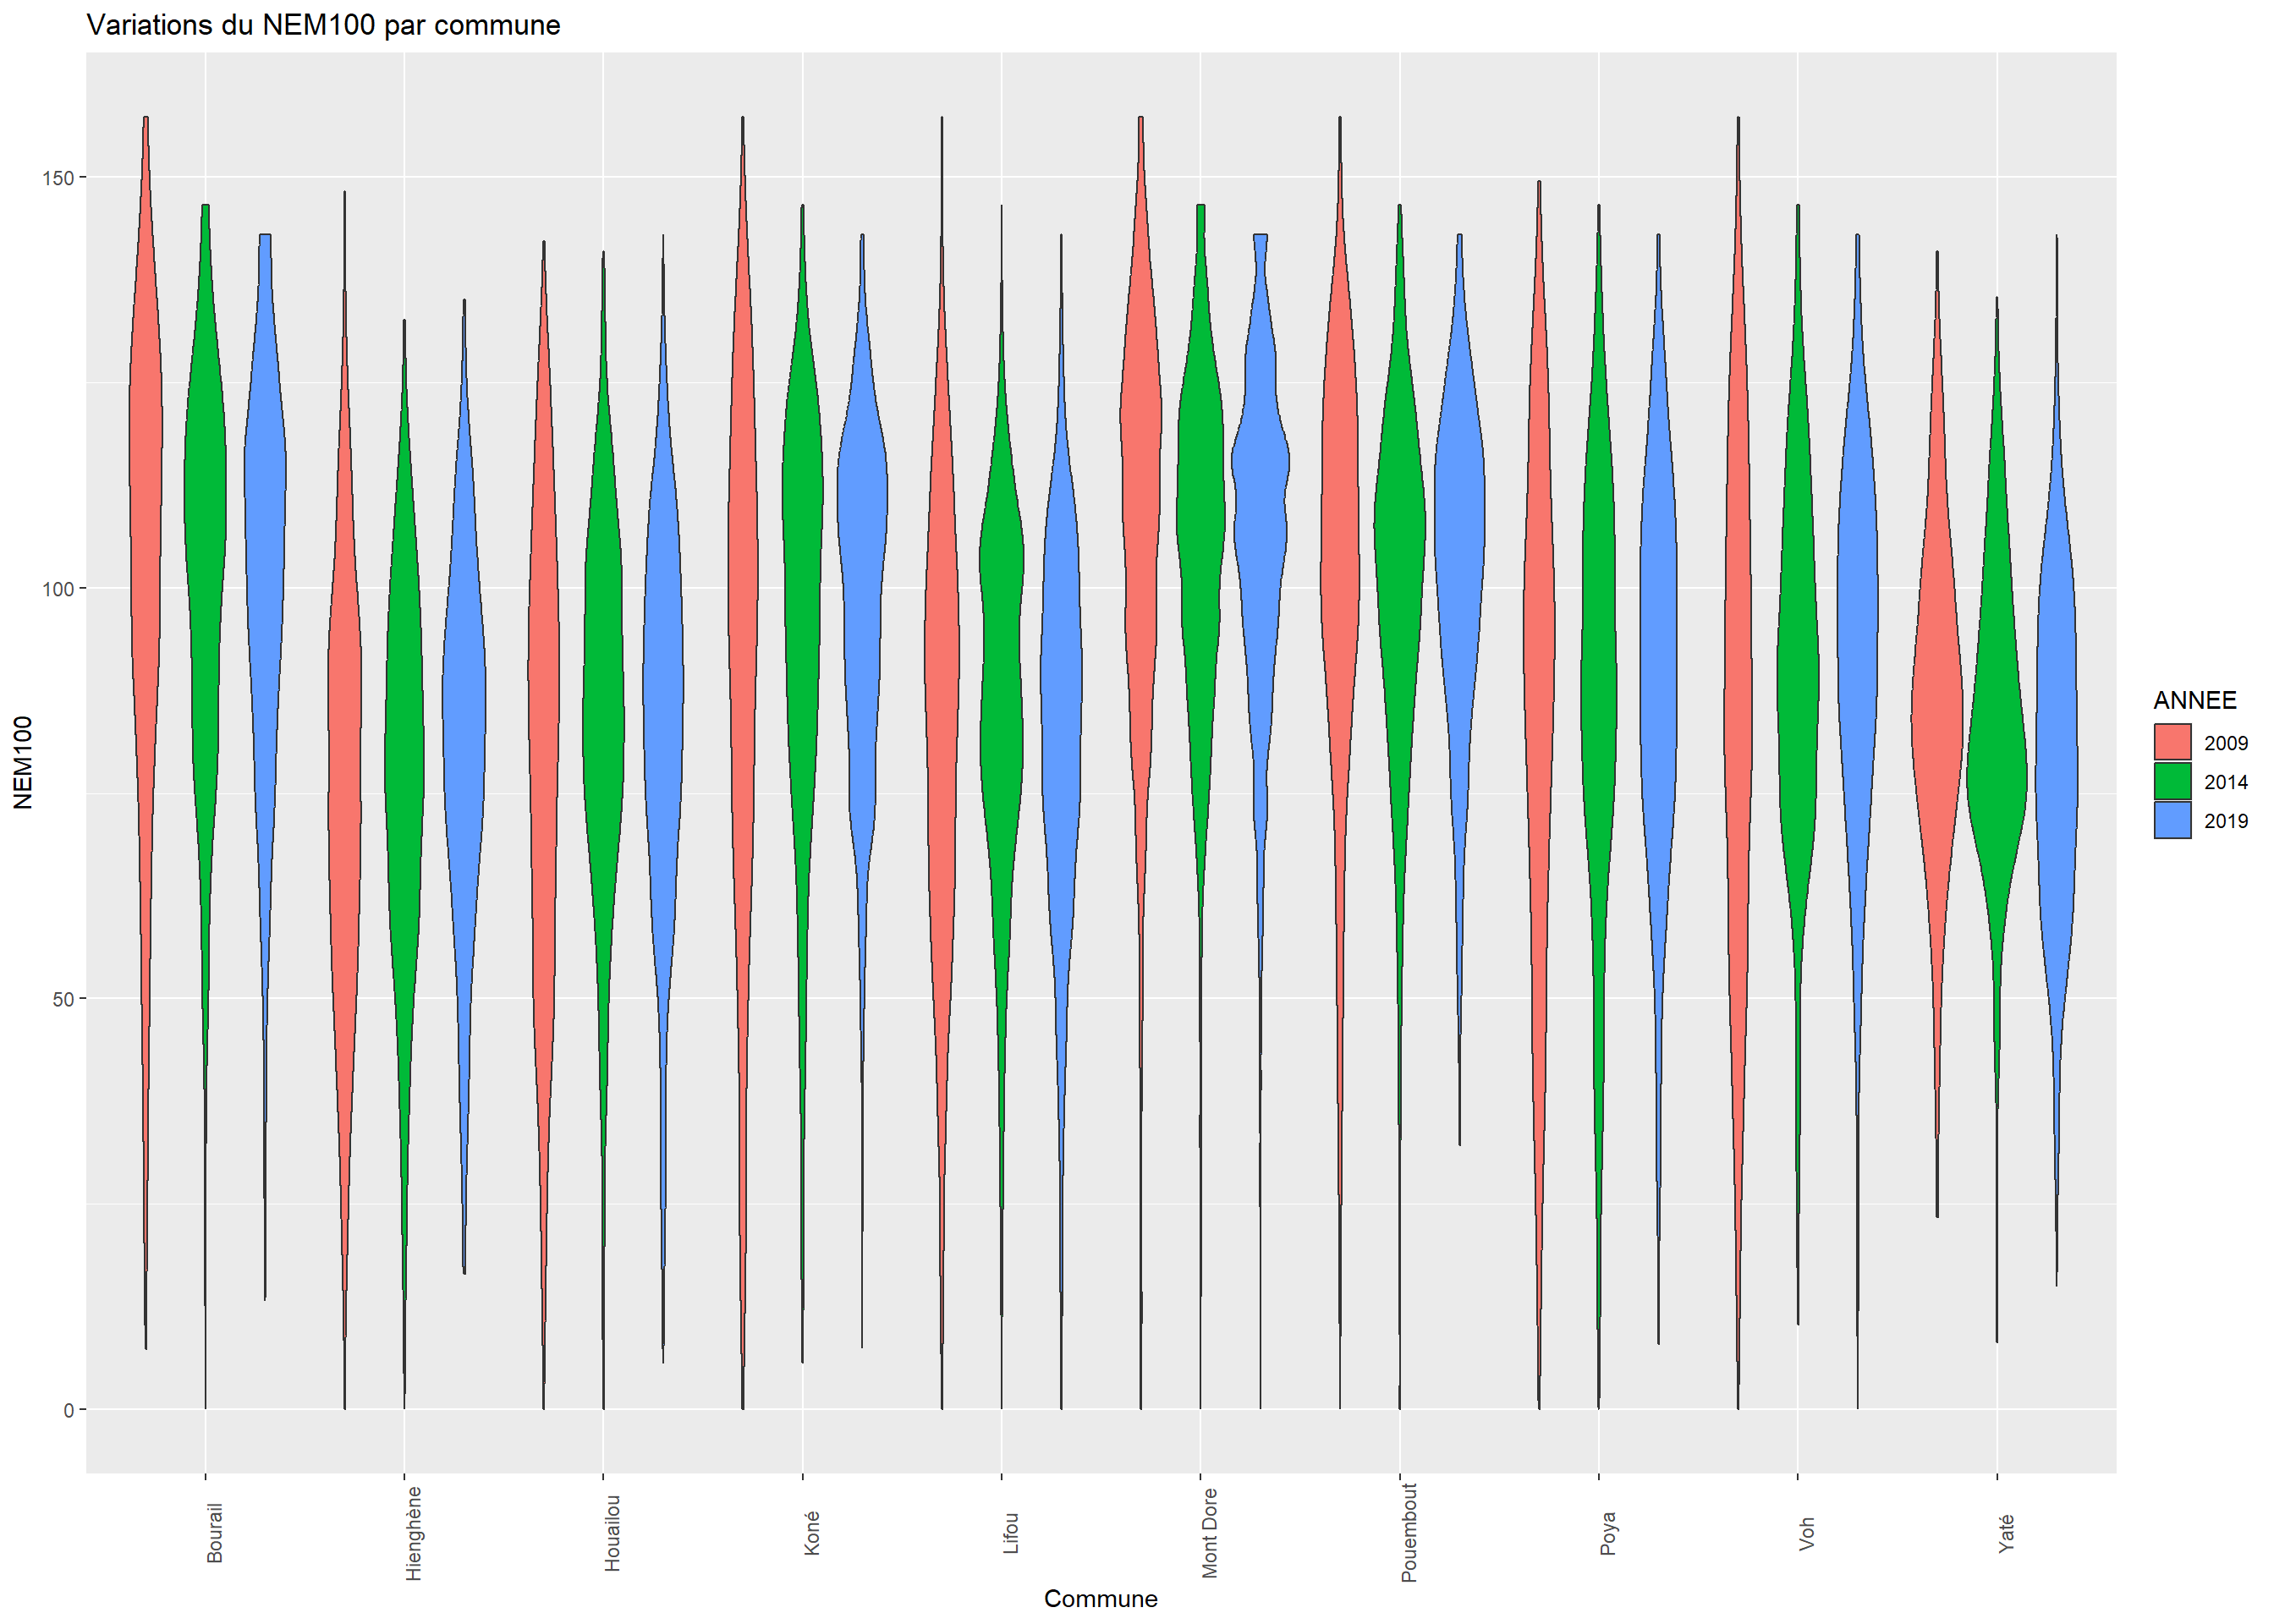 Variations du NEM100 par commune
NEM100
150
100
50
0
Bourail
Hienghène
Houailou
Koné
Lifou
Mont Dore
Pouembout
Poya
Voh
Yaté
Commune
ANNEE
2009
2014
2019